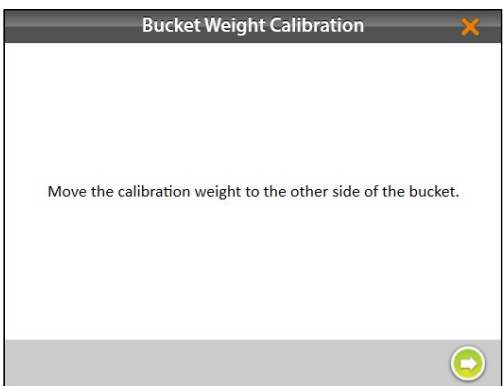 Bucket Weight Calibration
Move the calibration weight to the other side of the bucket.